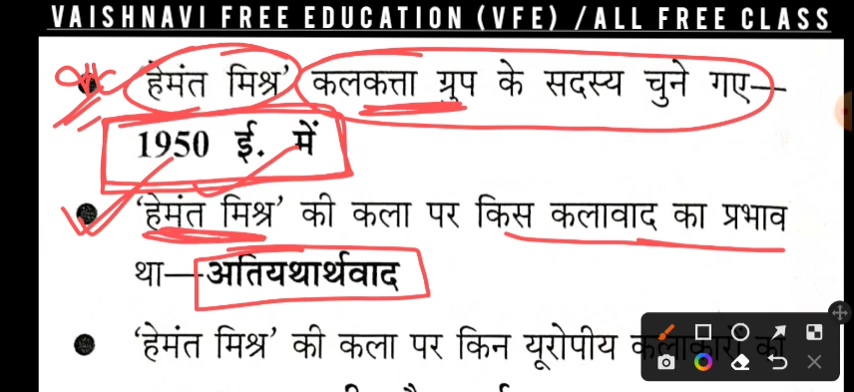 VAISHNAVI FREE EDUCATION (VFE) /ALL FREE CLASS
'हेमंत मिश्र' कलकत्ता ग्रुप के सदस्य चुने गए—
1950 ई. में
'हेमंत मिश्र' की कला पर किस कलावाद का प्रभाव
था—अतियथार्थवाद
'हेमंत मिश्र' की कला पर किन यूरोपीय कलाकारों का